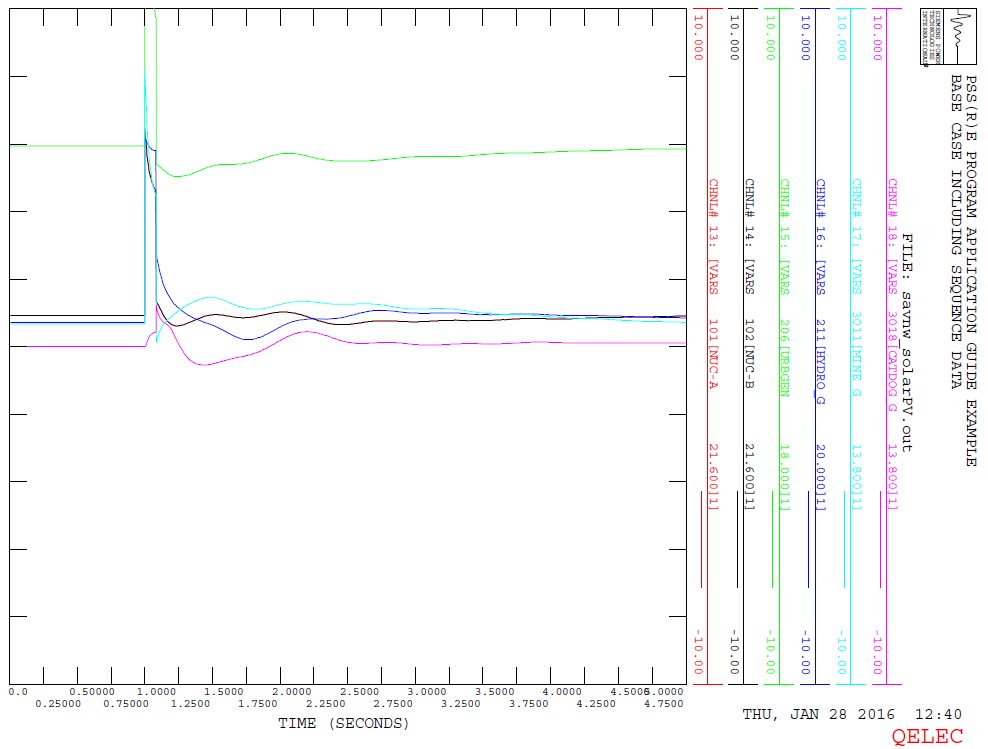 SIEMENS POWER
TECHNOLOGIES
INTERNATIONAL®
PSS(R)E PROGRAM APPLICATION GUIDE EXAMPLE
BASE CASE INCLUDING SEQUENCE DATA
FILE: savnw_solarPV.out
10.000 CHNL# 18: [VARS 3018[CATDOG_G 13.800]1] -10.00
10.000 CHNL# 17: [VARS 3011[MINE_G 13.800]1] -10.00
10.000 CHNL# 16: [VARS 211[HYDRO_G 20.000]1] -10.00
10.000 CHNL# 15: [VARS 206[URBGEN 18.000]1] -10.00
10.000 CHNL# 14: [VARS 102[NUC-B 21.600]1] -10.00
10.000 CHNL# 13: [VARS 101[NUC-A 21.600]1] -10.00
0.0 0.50000 1.0000 1.5000 2.0000 2.5000 3.0000 3.5000 4.0000 4.5000 5.0000
0.25000 0.75000 1.2500 1.7500 2.2500 2.7500 3.2500 3.7500 4.2500 4.7500
TIME (SECONDS)
THU, JAN 28 2016 12:40
QELEC